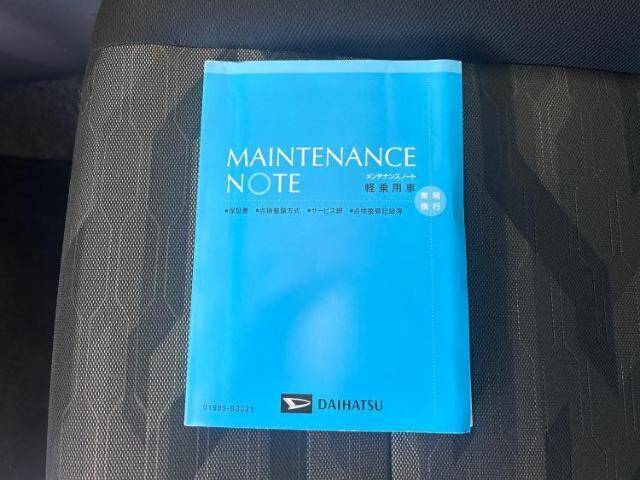 MAINTENANCE
NOTE
メンテナンスノート
軽乗用車
常時
携行
●保証書 ●点検整備方式 ●サービス網 ●点検整備記録簿
01999-B2029
DAIHATSU